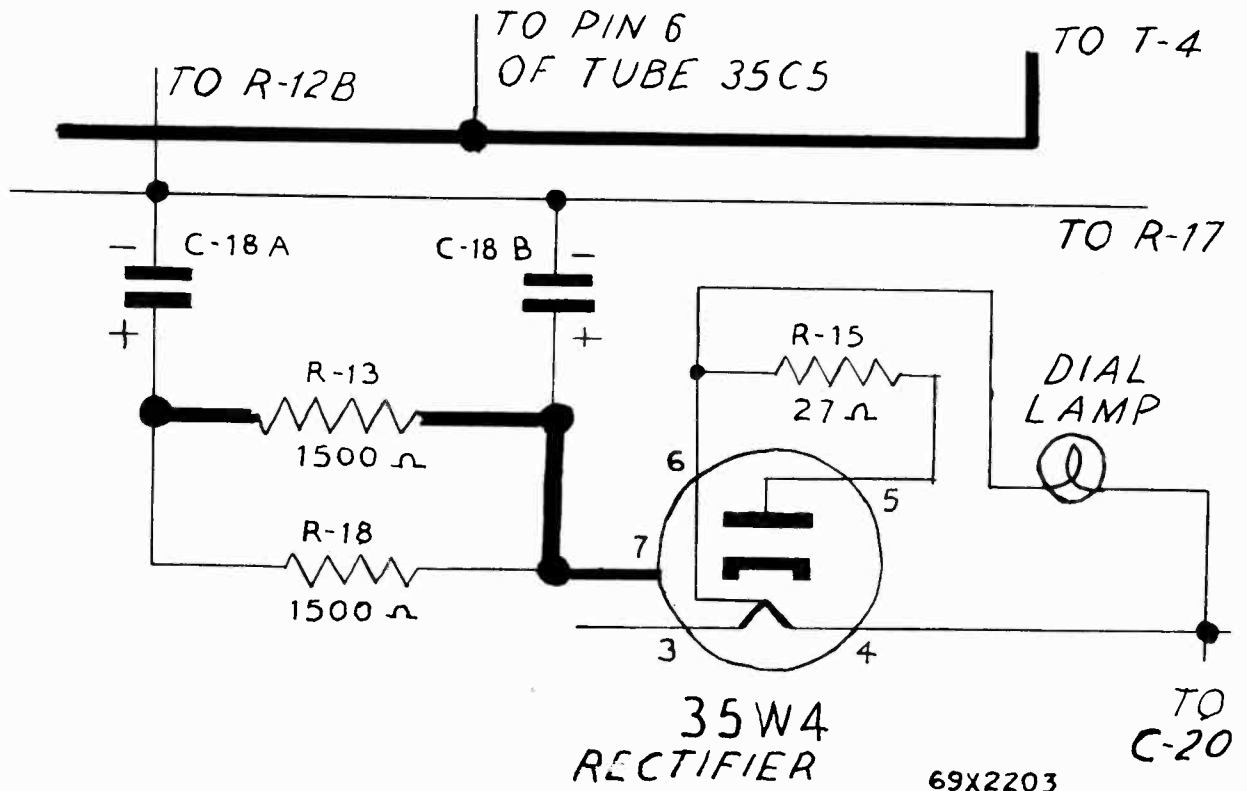 TO PIN 6
OF TUBE 35C5
TO T-4
TO R-12B
TO R-17
C-18 A
C-18 B
−
−
+
+
R-15
27 Ω
DIAL
LAMP
R-13
1500 Ω
6
5
R-18
1500 Ω
7
3
4
35W4
RECTIFIER
TO
C-20
69X2203